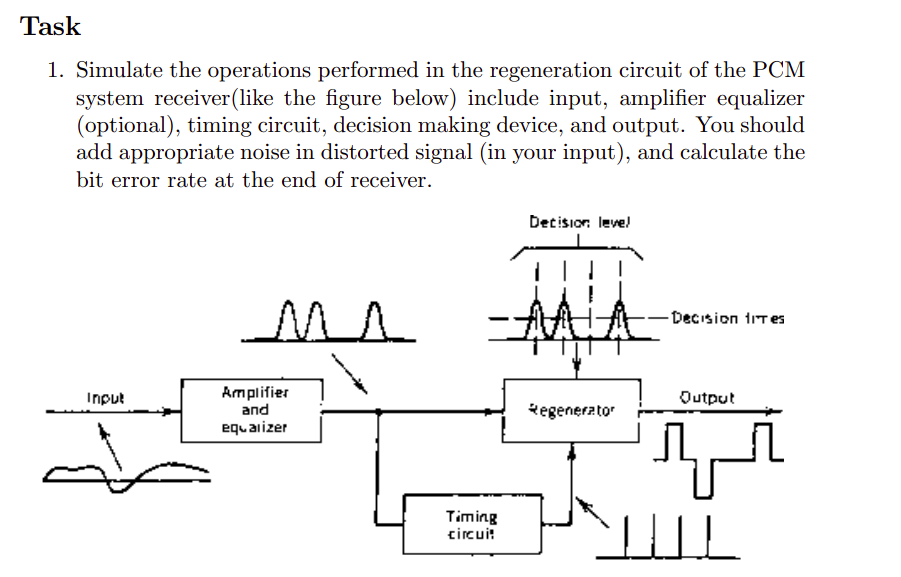 Task
1. Simulate the operations performed in the regeneration circuit of the PCM
system receiver(like the figure below) include input, amplifier equalizer
(optional), timing circuit, decision making device, and output. You should
add appropriate noise in distorted signal (in your input), and calculate the
bit error rate at the end of receiver.
Decision level
Decision times
Input
Amplifier
and
equalizer
Regenerator
Output
Timing
circuit